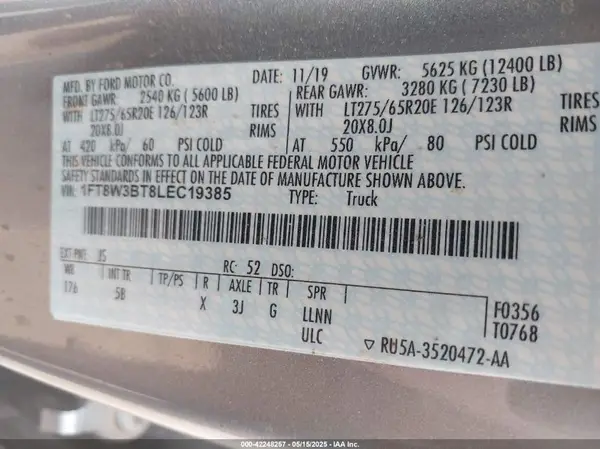 MFD. BY FORD MOTOR CO.
DATE: 11/19 GVWR: 5625 KG (12400 LB)
FRONT GAWR: 2540 KG ( 5600 LB) REAR GAWR: 3280 KG ( 7230 LB)
WITH LT275/65R20E 126/123R TIRES WITH LT275/65R20E 126/123R TIRES
20X8.0J RIMS 20X8.0J RIMS
AT 420 kPa/ 60 PSI COLD AT 550 kPa/ 80 PSI COLD
THIS VEHICLE CONFORMS TO ALL APPLICABLE FEDERAL MOTOR VEHICLE
SAFETY STANDARDS IN EFFECT ON THE DATE OF MANUFACTURE SHOWN ABOVE.
VIN: 1FT8W3BT8LEC19385 TYPE: Truck
EXT PNT: JS RC: 52 DSO:
WB INT TR TP/PS R AXLE TR SPR
176 5B X 3J G LLNN F0356
ULC T0768
RU5A-3520472-AA
000-42248257 - 05/15/2025 - IAA Inc.